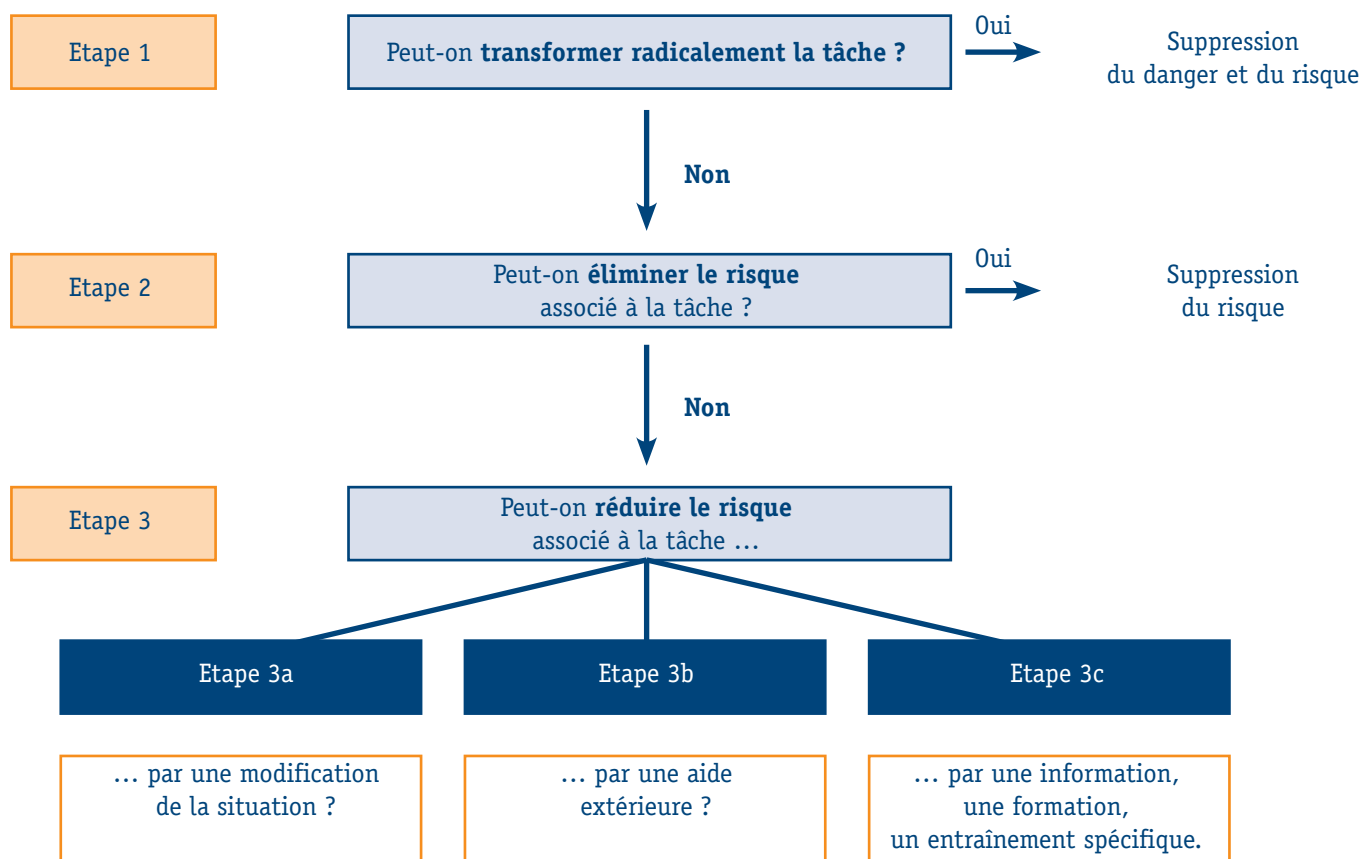 Etape 1
Peut-on transformer radicalement la tâche ?
Oui
Suppression
du danger et du risque
Non
Etape 2
Peut-on éliminer le risque
associé à la tâche ?
Oui
Suppression
du risque
Non
Etape 3
Peut-on réduire le risque
associé à la tâche …
Etape 3a
Etape 3b
Etape 3c
… par une modification
de la situation ?
… par une aide
extérieure ?
… par une information,
une formation,
un entraînement spécifique.